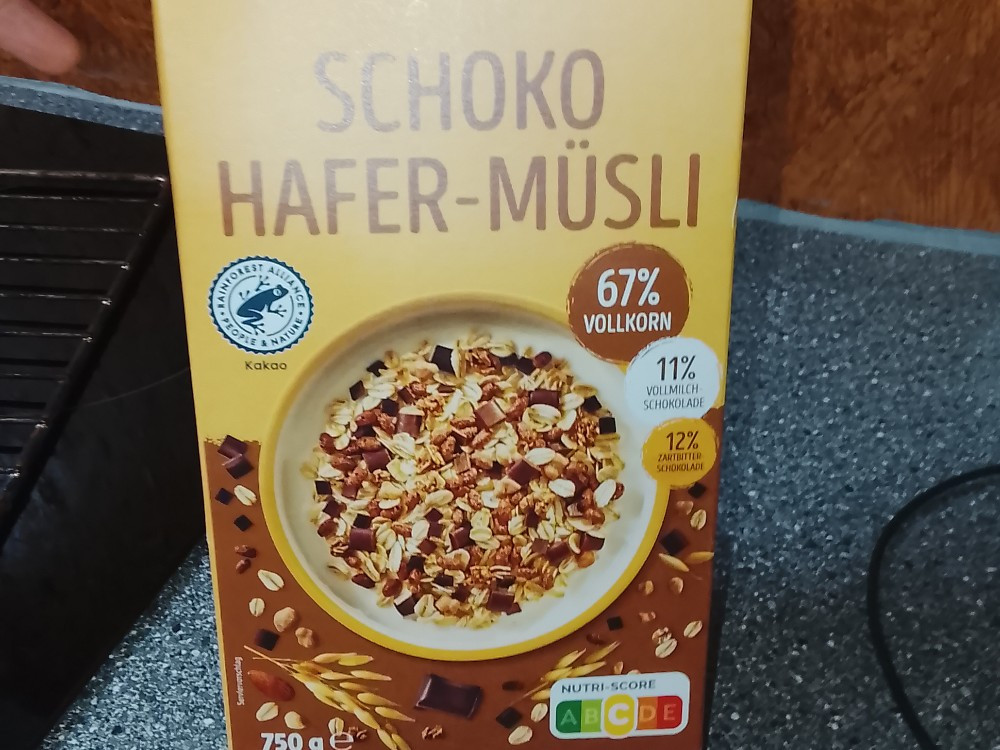 SCHOKO
HAFER-MÜSLI
RAINFOREST ALLIANCE
PEOPLE & NATURE
Kakao
67%
VOLLKORN
11%
VOLLMILCH-
SCHOKOLADE
12%
ZARTBITTER-
SCHOKOLADE
Serviervorschlag
NUTRI-SCORE
A B C D E
750 g e